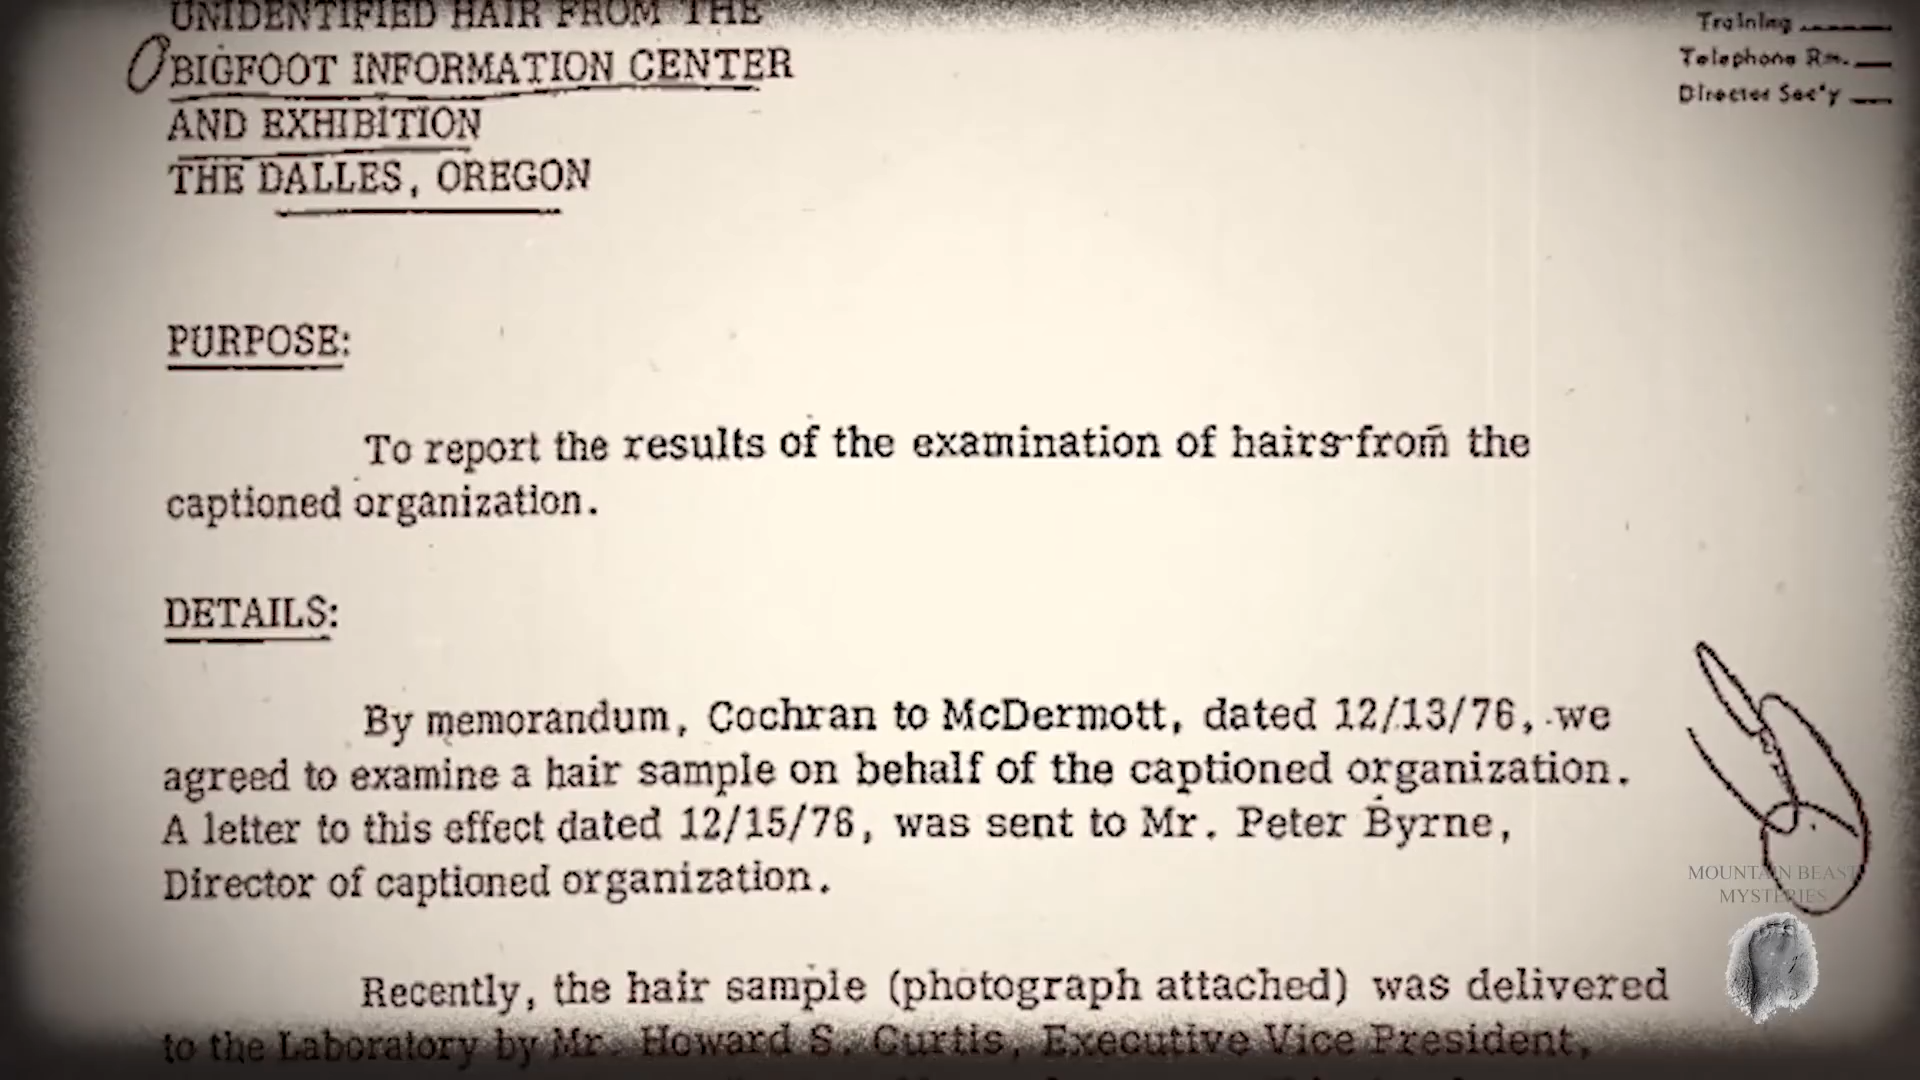 UNIDENTIFIED HAIR FROM THE
BIGFOOT INFORMATION CENTER
AND EXHIBITION
THE DALLES, OREGON
Training
Telephone Rm.
Director Sec'y
PURPOSE:
To report the results of the examination of hairs from the
captioned organization.
DETAILS:
By memorandum, Cochran to McDermott, dated 12/13/76, we
agreed to examine a hair sample on behalf of the captioned organization.
A letter to this effect dated 12/15/76, was sent to Mr. Peter Byrne,
Director of captioned organization.
Recently, the hair sample (photograph attached) was delivered
to the Laboratory by Mr. Howard S. Curtis, Executive Vice President,
MOUNTAIN BEAST
MYSTERIES